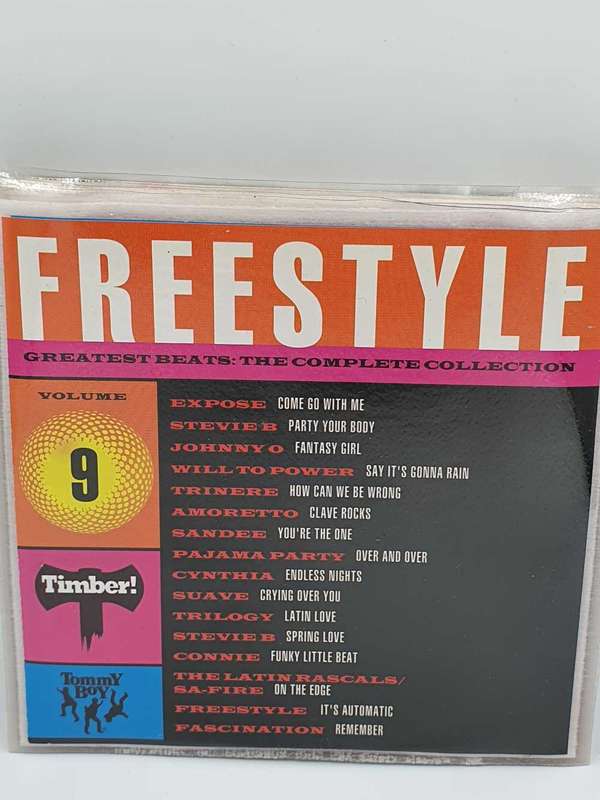 FREESTYLE
GREATEST BEATS: THE COMPLETE COLLECTION
VOLUME
9
Timber!
TOMMY
BOY
EXPOSE COME GO WITH ME
STEVIE B PARTY YOUR BODY
JOHNNY O FANTASY GIRL
WILL TO POWER SAY IT'S GONNA RAIN
TRINERE HOW CAN WE BE WRONG
AMORETTO CLAVE ROCKS
SANDEE YOU'RE THE ONE
PAJAMA PARTY OVER AND OVER
CYNTHIA ENDLESS NIGHTS
SUAVE CRYING OVER YOU
TRILOGY LATIN LOVE
STEVIE B SPRING LOVE
CONNIE FUNKY LITTLE BEAT
THE LATIN RASCALS/
SA-FIRE ON THE EDGE
FREESTYLE IT'S AUTOMATIC
FASCINATION REMEMBER